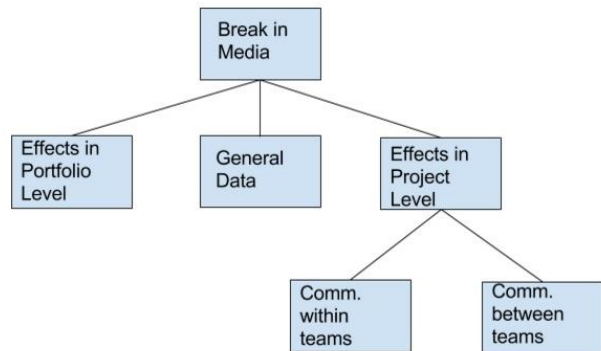 Break in
Media
Effects in
Portfolio
Level
General
Data
Effects in
Project
Level
Comm.
within
teams
Comm.
between
teams